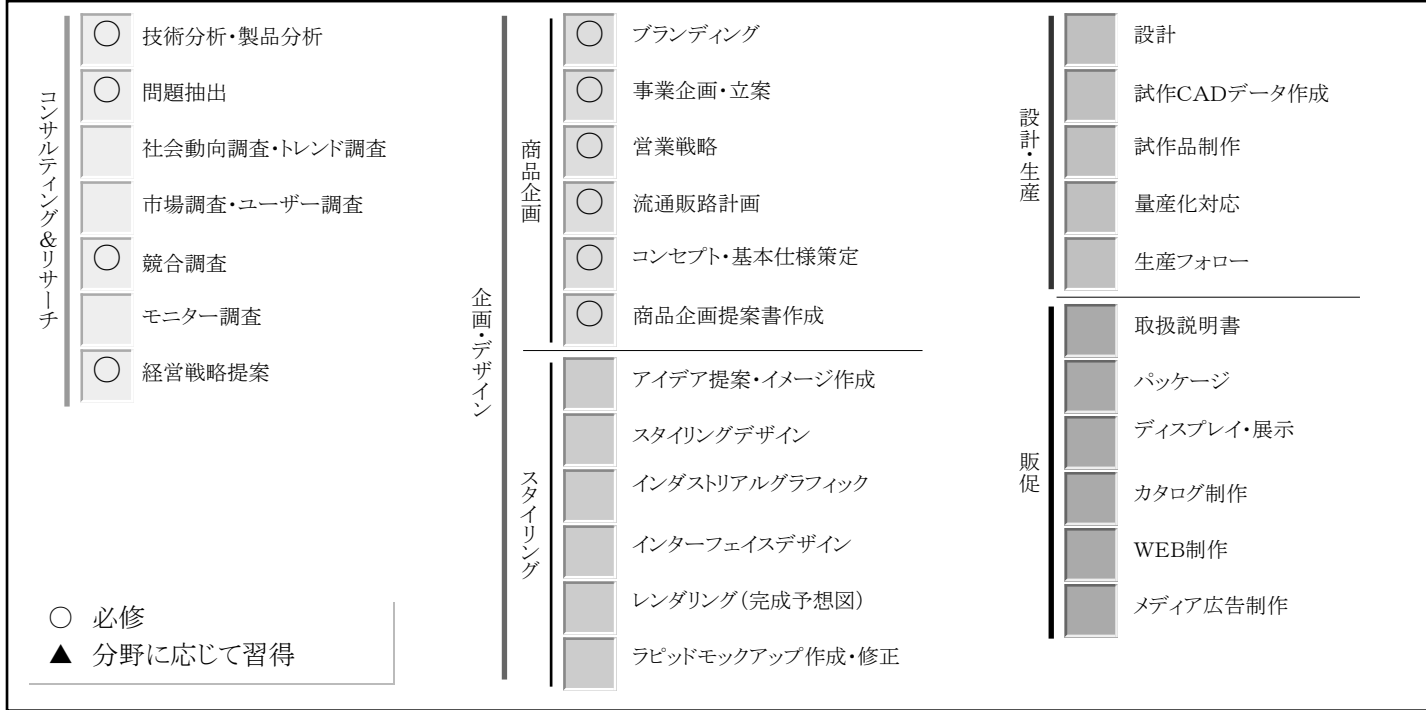 コンサルティング&リサーチ
○ 技術分析・製品分析
○ 問題抽出
社会動向調査・トレンド調査
市場調査・ユーザー調査
○ 競合調査
モニター調査
○ 経営戦略提案
企画・デザイン
商品企画
○ ブランディング
○ 事業企画・立案
○ 営業戦略
○ 流通販路計画
○ コンセプト・基本仕様策定
○ 商品企画提案書作成
スタイリング
アイデア提案・イメージ作成
スタイリングデザイン
インダストリアルグラフィック
インターフェイスデザイン
レンダリング(完成予想図)
ラピッドモックアップ作成・修正
設計・生産
設計
試作CADデータ作成
試作品制作
量産化対応
生産フォロー
販促
取扱説明書
パッケージ
ディスプレイ・展示
カタログ制作
WEB制作
メディア広告制作
○ 必修
▲ 分野に応じて習得